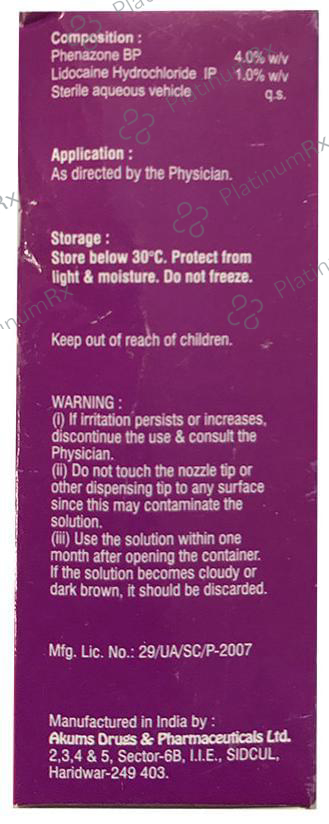 Composition :
Phenazone BP 4.0% w/v
Lidocaine Hydrochloride IP 1.0% w/v
Sterile aqueous vehicle q.s.
Application :
As directed by the Physician.
Storage :
Store below 30°C. Protect from
light & moisture. Do not freeze.
Keep out of reach of children.
WARNING :
(i) If irritation persists or increases,
discontinue the use & consult the
Physician.
(ii) Do not touch the nozzle tip or
other dispensing tip to any surface
since this may contaminate the
solution.
(iii) Use the solution within one
month after opening the container.
If the solution becomes cloudy or
dark brown, it should be discarded.
Mfg. Lic. No.: 29/UA/SC/P-2007
Manufactured in India by :
Akums Drugs & Pharmaceuticals Ltd.
2,3,4 & 5, Sector-6B, I.I.E., SIDCUL,
Haridwar-249 403.
PlatinumRx
PlatinumRx